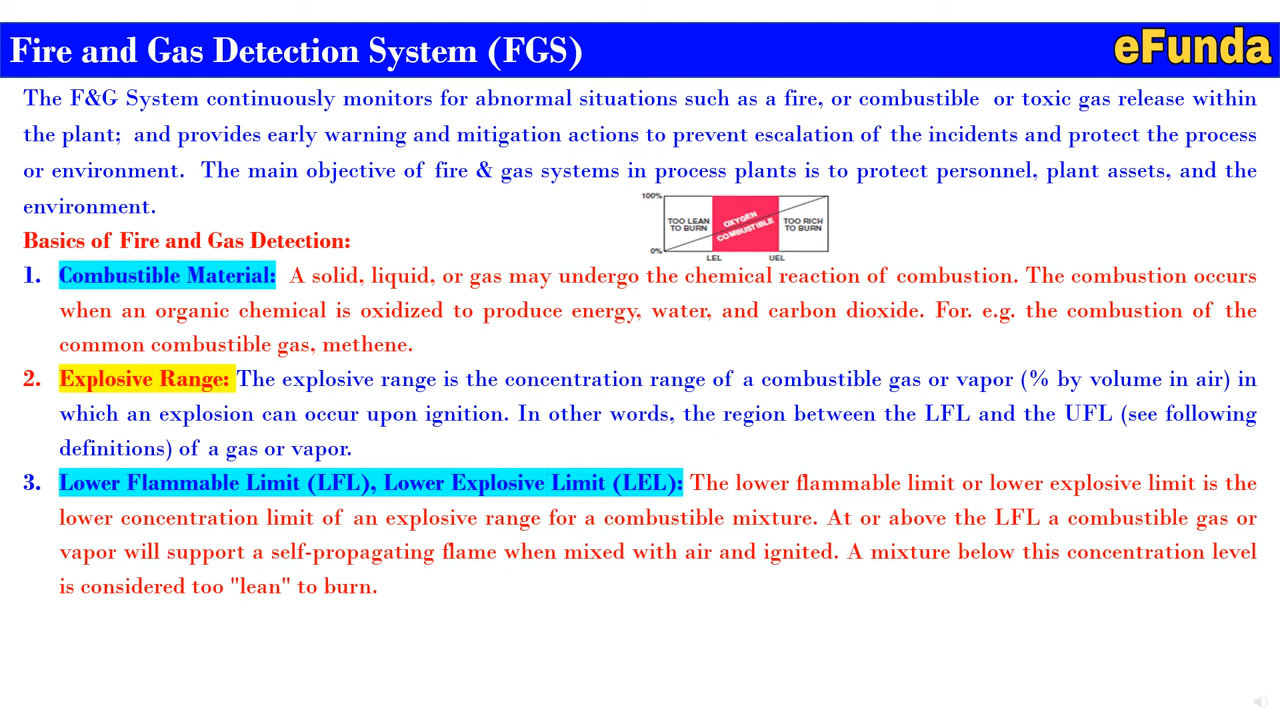 Fire and Gas Detection System (FGS)
eFunda
The F&G System continuously monitors for abnormal situations such as a fire, or combustible or toxic gas release within
the plant; and provides early warning and mitigation actions to prevent escalation of the incidents and protect the process
or environment. The main objective of fire & gas systems in process plants is to protect personnel, plant assets, and the
environment.
100%
TOO LEAN
TO BURN
OXYGEN
COMBUSTIBLE
TOO RICH
TO BURN
0%
LEL
UEL
Basics of Fire and Gas Detection:
1. Combustible Material: A solid, liquid, or gas may undergo the chemical reaction of combustion. The combustion occurs
when an organic chemical is oxidized to produce energy, water, and carbon dioxide. For. e.g. the combustion of the
common combustible gas, methene.
2. Explosive Range: The explosive range is the concentration range of a combustible gas or vapor (% by volume in air) in
which an explosion can occur upon ignition. In other words, the region between the LFL and the UFL (see following
definitions) of a gas or vapor.
3. Lower Flammable Limit (LFL), Lower Explosive Limit (LEL): The lower flammable limit or lower explosive limit is the
lower concentration limit of an explosive range for a combustible mixture. At or above the LFL a combustible gas or
vapor will support a self-propagating flame when mixed with air and ignited. A mixture below this concentration level
is considered too "lean" to burn.